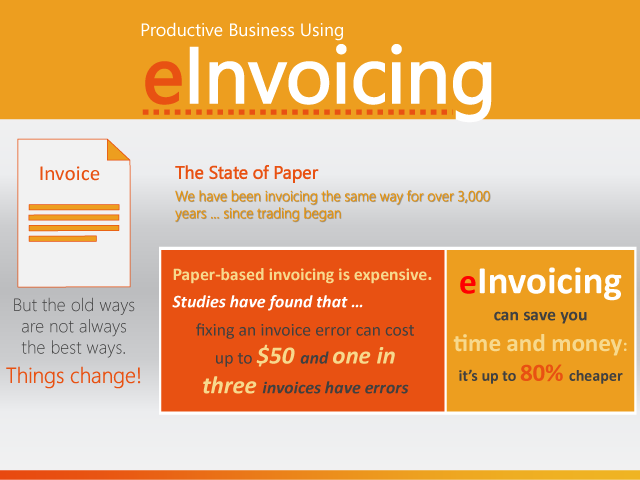 Productive Business Using
eInvoicing
Invoice
The State of Paper
We have been invoicing the same way for over 3,000
years ... since trading began
But the old ways
are not always
the best ways.
Things change!
Paper-based invoicing is expensive.
Studies have found that ...
fixing an invoice error can cost
up to $50 and one in
three invoices have errors
eInvoicing
can save you
time and money:
it's up to 80% cheaper